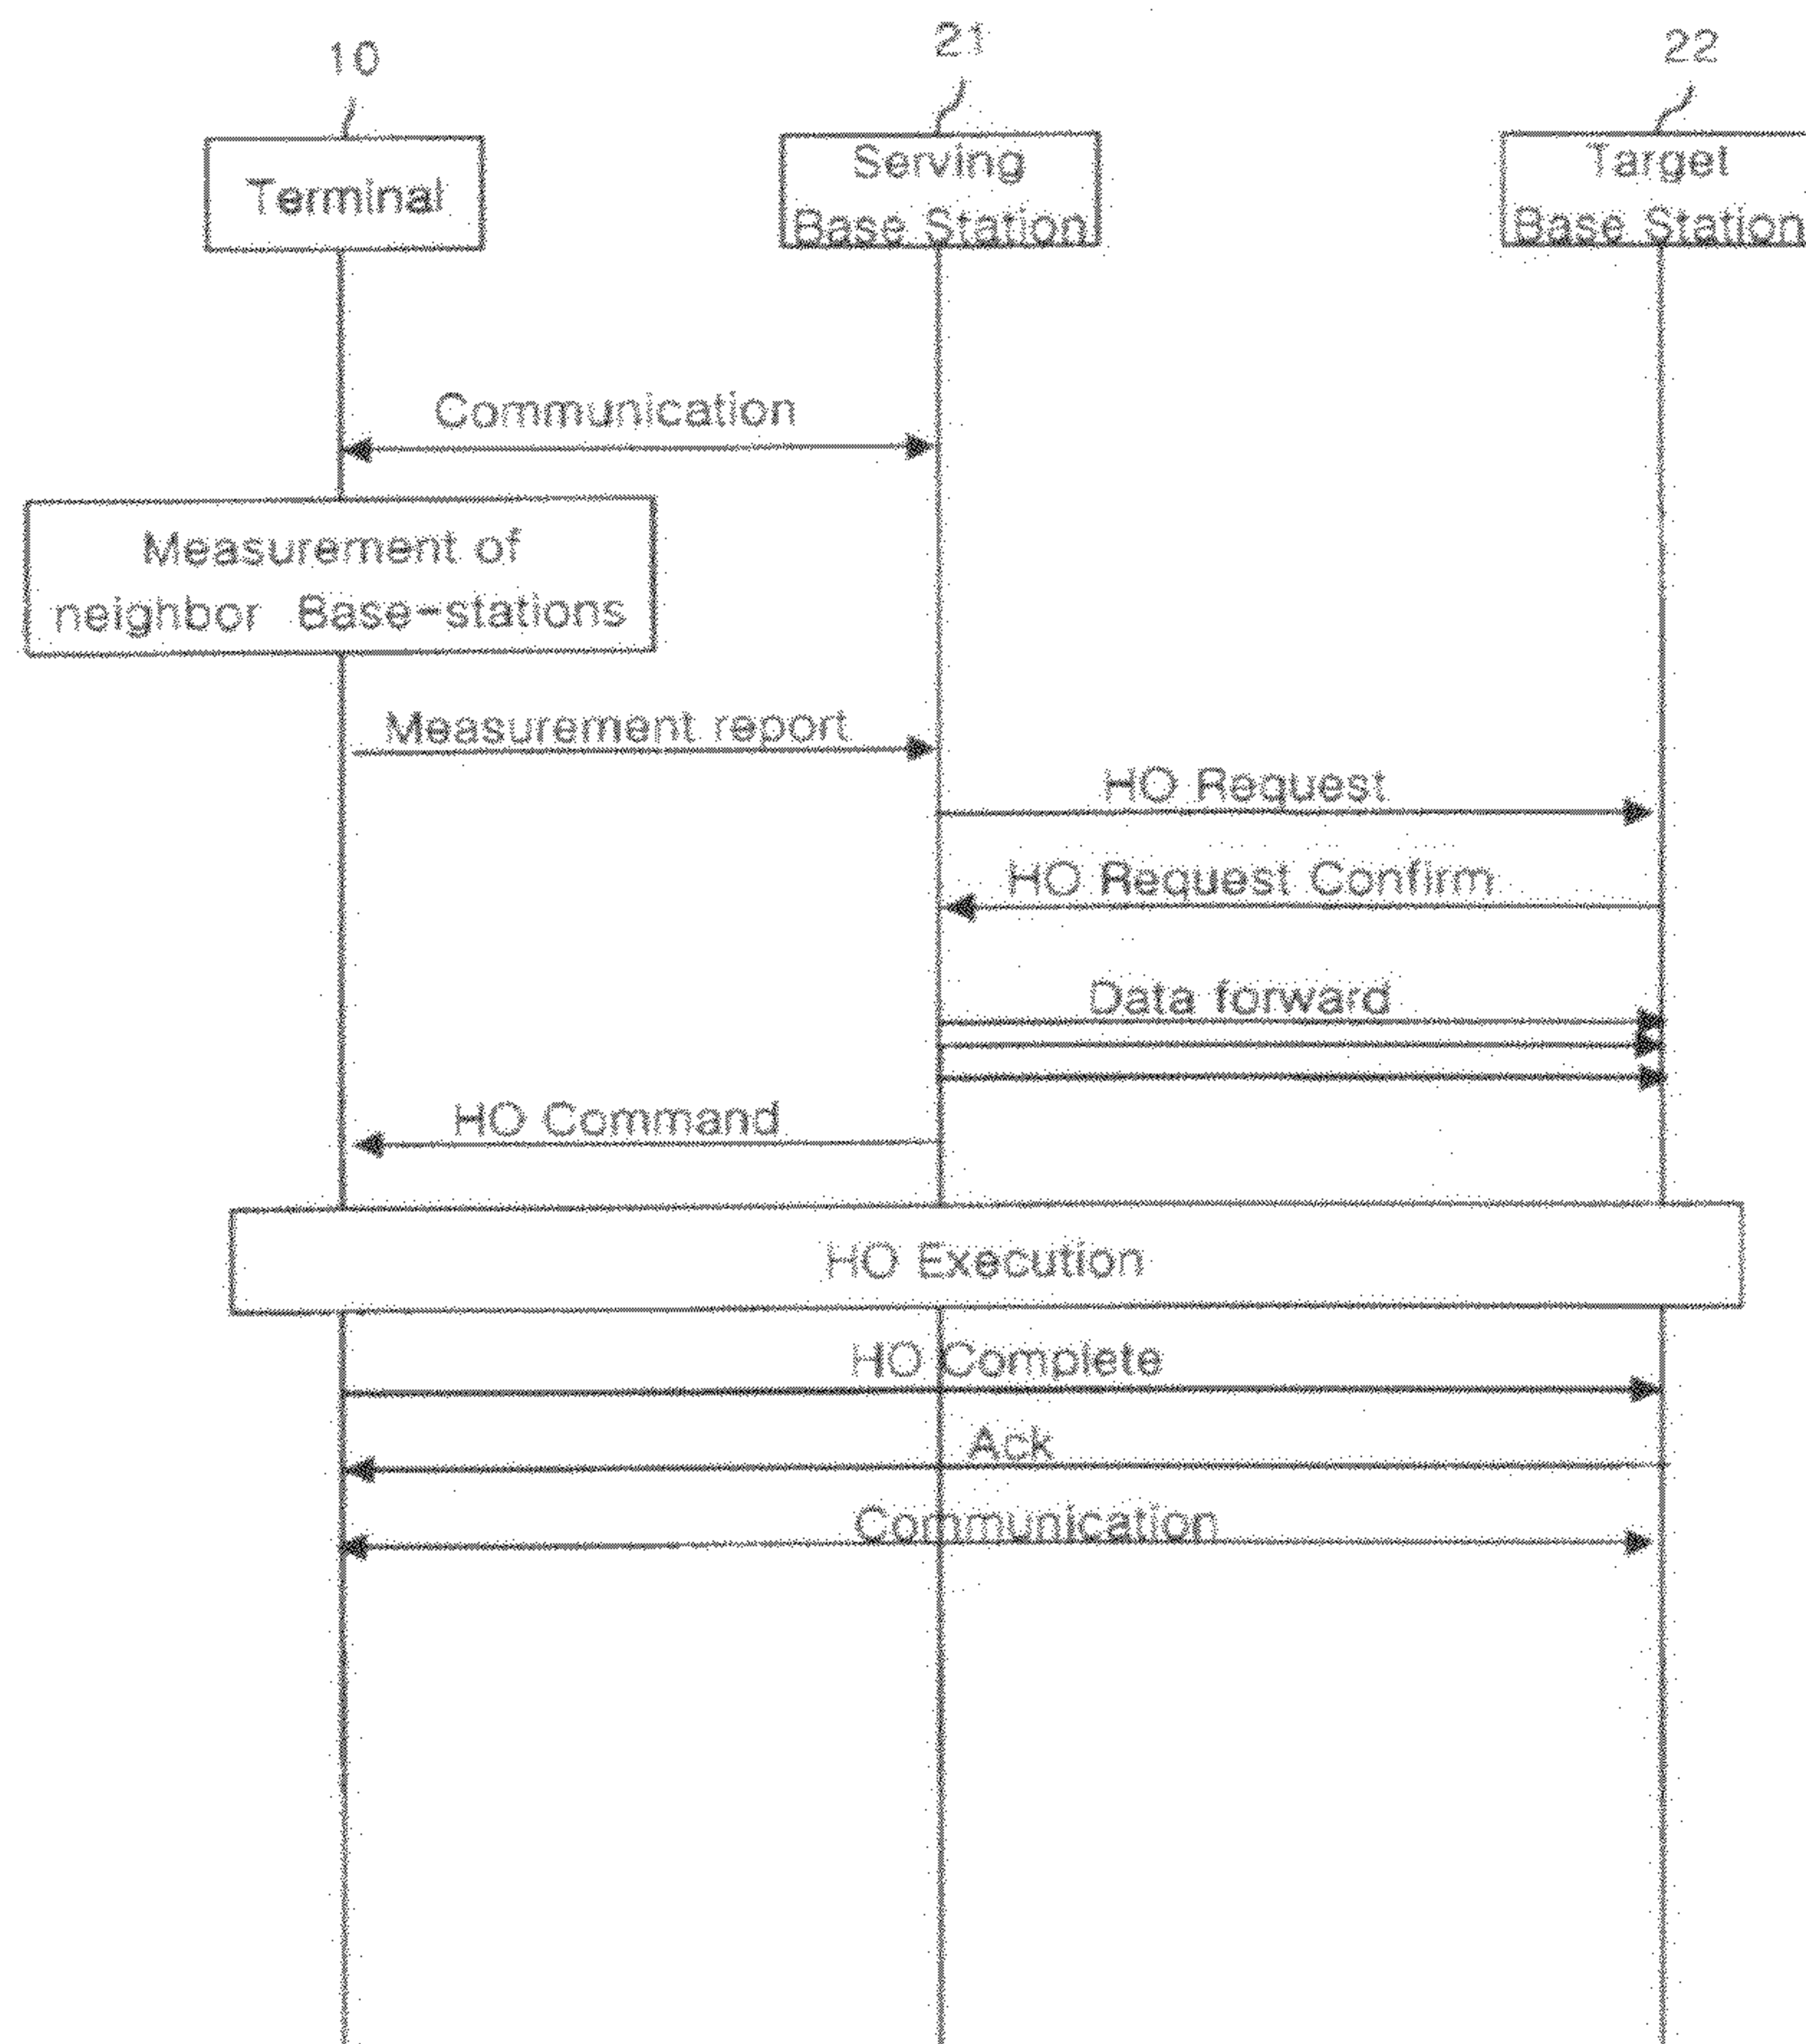 10
21
22
Terminal
Serving
Base Station
Target
Base Station
Communication
Measurement of
neighbor Base-stations
Measurement report
HO Request
HO Request Confirm
Data forward
HO Command
HO Execution
HO Complete
Ack
Communication